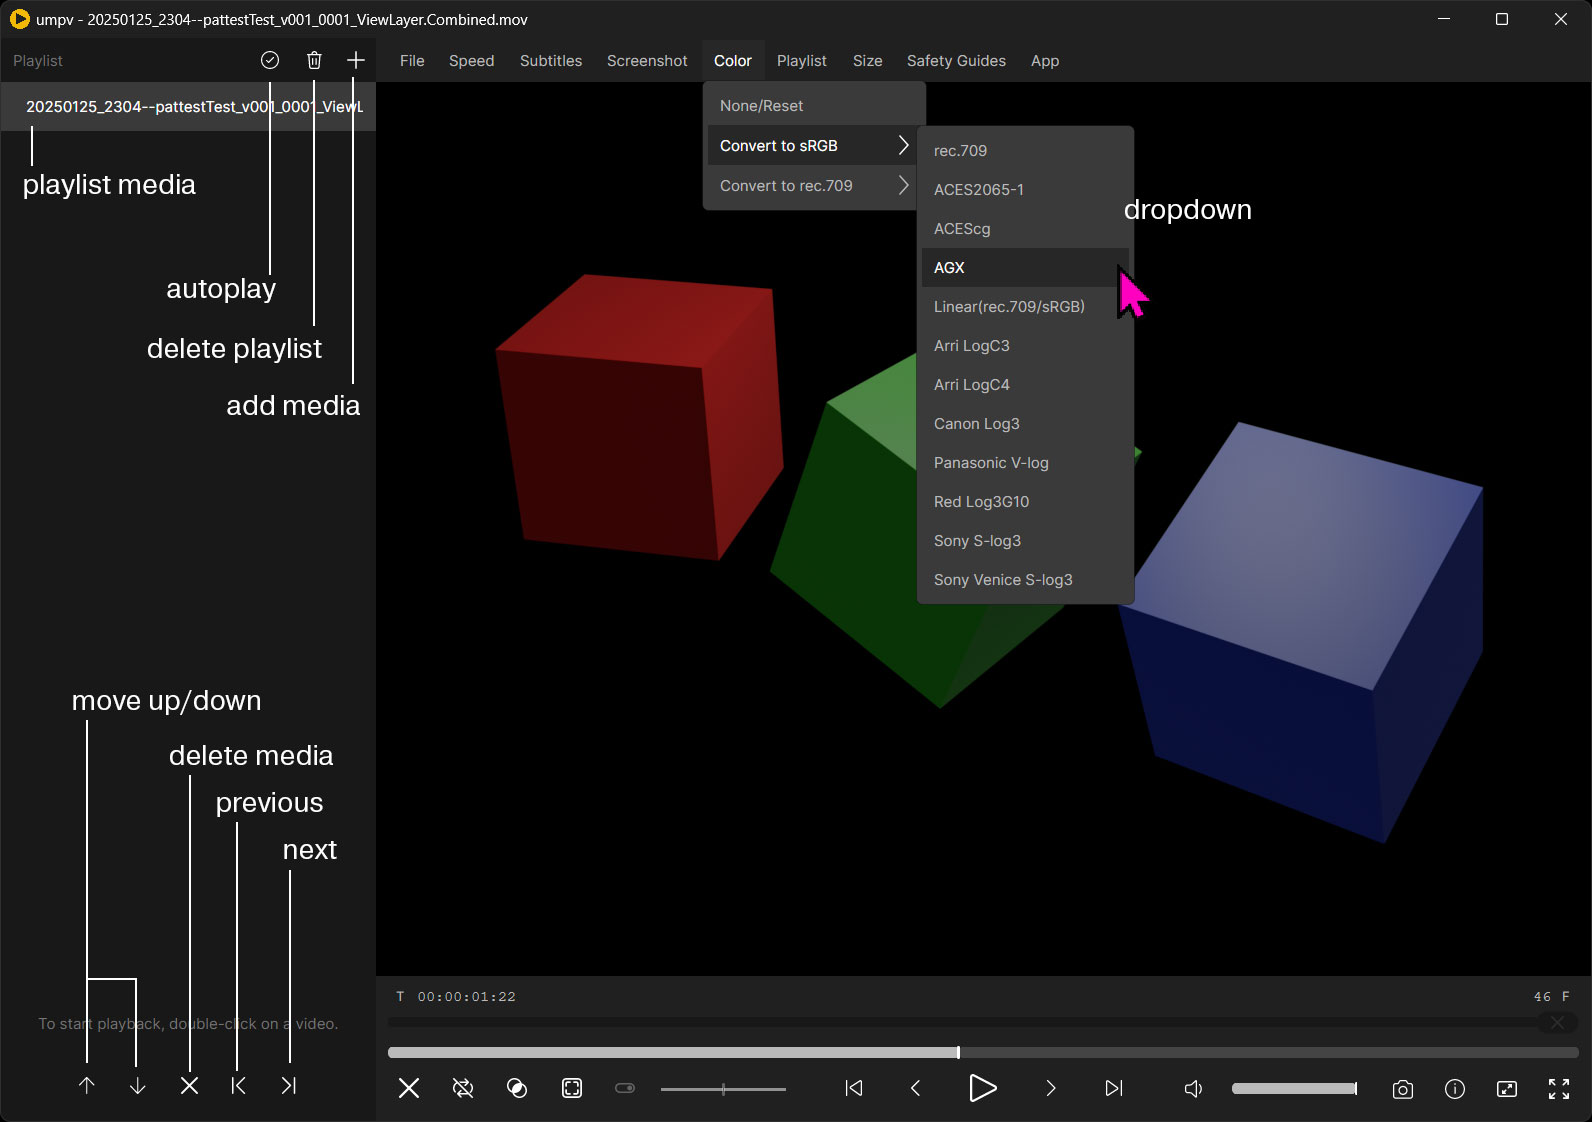 umpv - 20250125_2304--pattestTest_v001_0001_ViewLayer.Combined.mov
Playlist
File Speed Subtitles Screenshot Color Playlist Size Safety Guides App
20250125_2304--pattestTest_v001_0001_ViewL
playlist media
autoplay
delete playlist
add media
None/Reset
Convert to sRGB
Convert to rec.709
rec.709
ACES2065-1
ACEScg
AGX
Linear(rec.709/sRGB)
Arri LogC3
Arri LogC4
Canon Log3
Panasonic V-log
Red Log3G10
Sony S-log3
Sony Venice S-log3
dropdown
move up/down
delete media
previous
next
To start playback, double-click on a video.
T 00:00:01:22
46 F